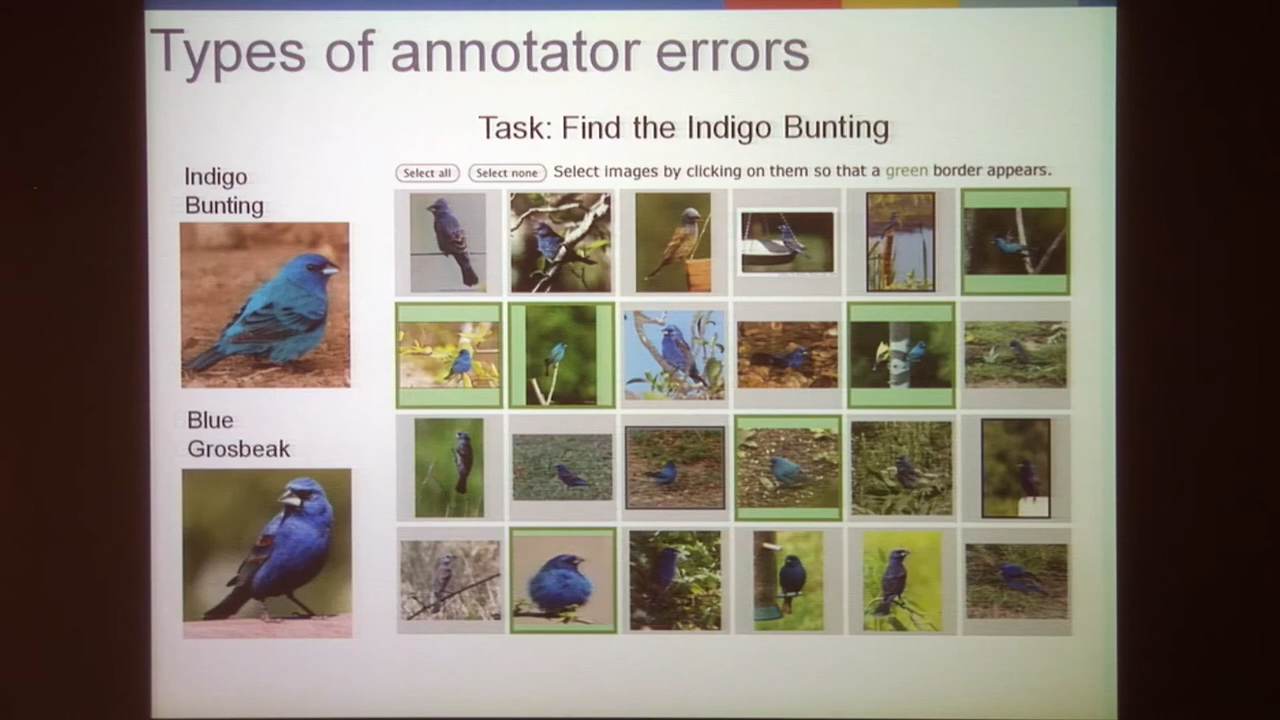 Types of annotator errors
Task: Find the Indigo Bunting
Select all Select none Select images by clicking on them so that a green border appears.
Indigo
Bunting
Blue
Grosbeak